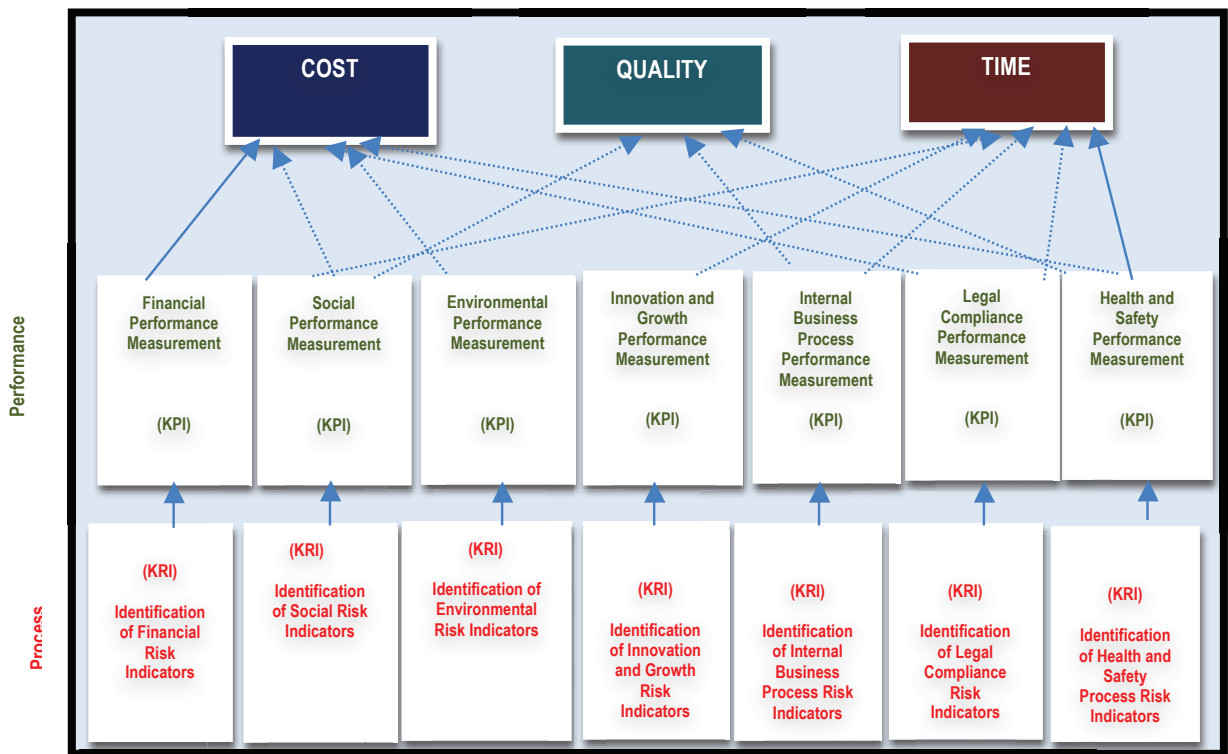 COST
QUALITY
TIME
Performance
Financial
Performance
Measurement
(KPI)
Social
Performance
Measurement
(KPI)
Environmental
Performance
Measurement
(KPI)
Innovation and
Growth
Performance
Measurement
(KPI)
Internal
Business
Process
Performance
Measurement
(KPI)
Legal
Compliance
Performance
Measurement
(KPI)
Health and
Safety
Performance
Measurement
(KPI)
Process
(KRI)
Identification
of Financial
Risk
Indicators
(KRI)
Identification
of Social Risk
Indicators
(KRI)
Identification of
Environmental
Risk Indicators
(KRI)
Identification
of Innovation
and Growth
Risk
Indicators
(KRI)
Identification
of Internal
Business
Process Risk
Indicators
(KRI)
Identification
of Legal
Compliance
Risk
Indicators
(KRI)
Identification
of Health and
Safety
Process Risk
Indicators